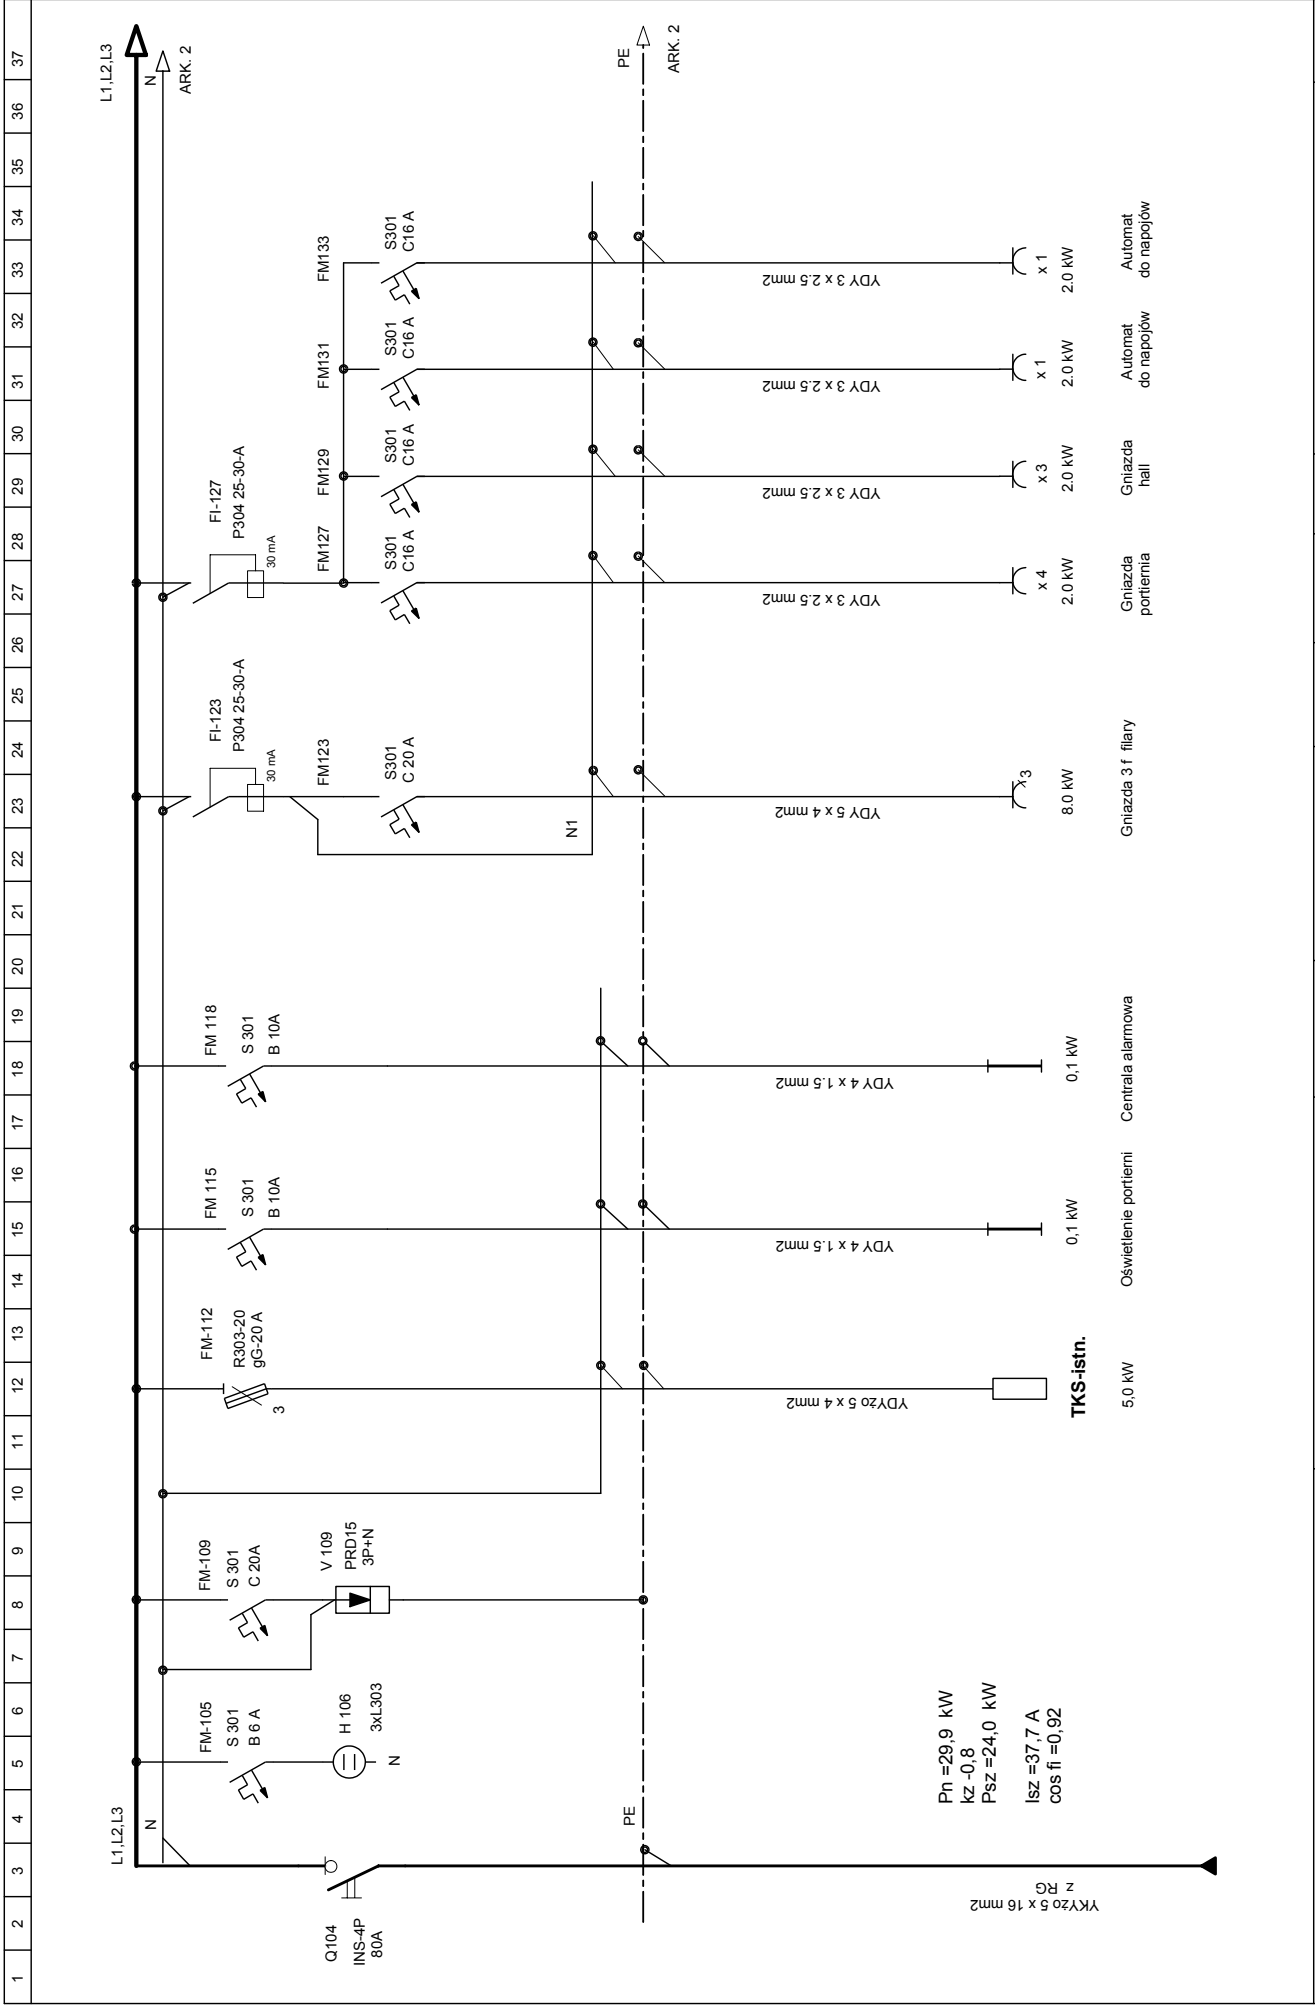 1
2
3
4
5
6
7
8
9
10
11
12
13
14
15
16
17
18
19
20
21
22
23
24
25
26
27
28
29
30
31
32
33
34
35
36
37
L1,L2,L3
N
Q104
INS-4P
80A
PE
YKYżo 5 x 16 mm2
z RG
FM-105
S 301
B 6 A
H 106
3xL303
N
Pn =29,9 kW
kz -0,8
Psz =24,0 kW
Isz =37,7 A
cos fi =0,92
FM-109
S 301
C 20A
V 109
PRD15
3P+N
FM-112
R303-20
gG-20 A
3
YDYżo 5 x 4 mm2
TKS-istn.
5,0 kW
FM 115
S 301
B 10A
YDY 4 x 1.5 mm2
0,1 kW
Oświetlenie portierni
FM 118
S 301
B 10A
YDY 4 x 1.5 mm2
0,1 kW
Centrala alarmowa
FI-123
P304 25-30-A
30 mA
FM123
S301
C 20 A
N1
YDY 5 x 4 mm2
x 3
8.0 kW
Gniazda 3 f filary
FI-127
P304 25-30-A
30 mA
FM127
S301
C16 A
YDY 3 x 2.5 mm2
x 4
2.0 kW
Gniazda
portiernia
FM129
S301
C16 A
YDY 3 x 2.5 mm2
x 3
2.0 kW
Gniazda
hall
FM131
S301
C16 A
YDY 3 x 2.5 mm2
x 1
2.0 kW
Automat
do napojów
FM133
S301
C16 A
YDY 3 x 2.5 mm2
x 1
2.0 kW
Automat
do napojów
L1,L2,L3
N
ARK. 2
PE
ARK. 2